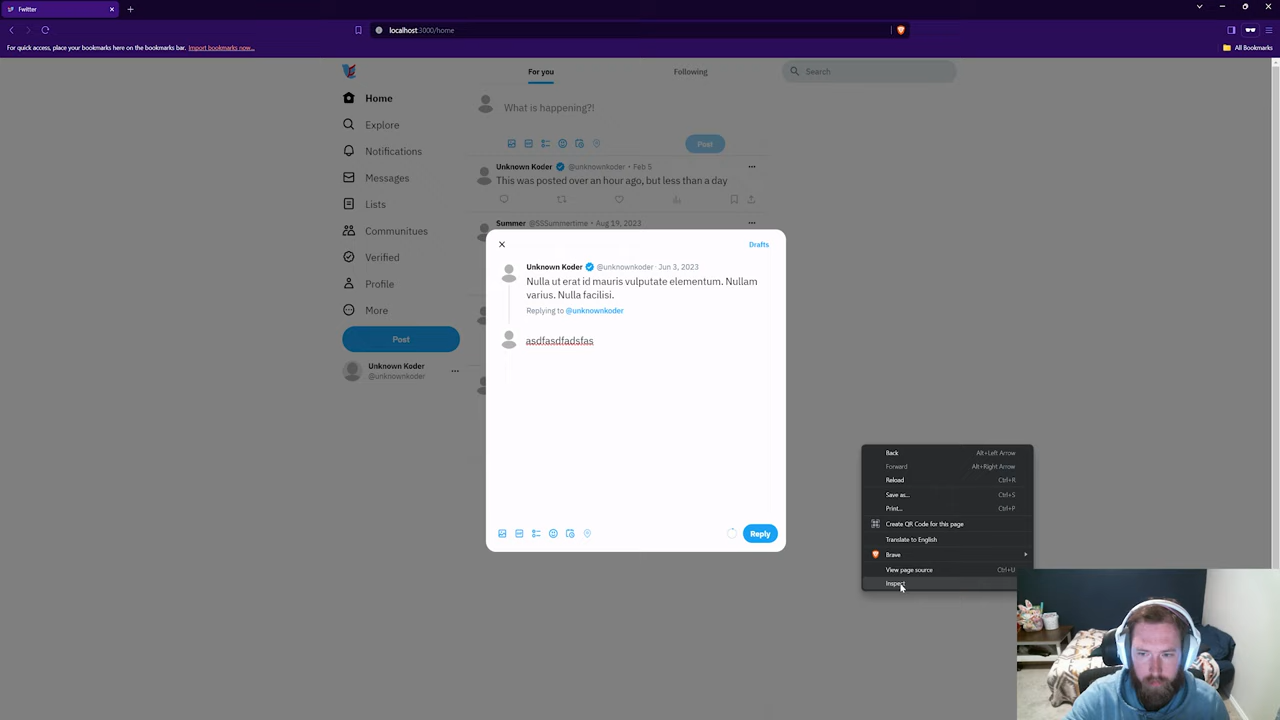 Fwitter
localhost:3000/home
For quick access, place your bookmarks here on the bookmarks bar. Import bookmarks now...
All Bookmarks
For you
Following
Search
Home
Explore
Notifications
Messages
Lists
Communitues
Verified
Profile
More
Post
Unknown Koder
@unknownkoder
What is happening?!
Post
Unknown Koder @unknownkoder • Feb 5
This was posted over an hour ago, but less than a day
Summer @SSSummertime • Aug 19, 2023
Drafts
Unknown Koder @unknownkoder · Jun 3, 2023
Nulla ut erat id mauris vulputate elementum. Nullam
varius. Nulla facilisi.
Replying to @unknownkoder
asdfasdfadsfas
Reply
Back Alt+Left Arrow
Forward Alt+Right Arrow
Reload Ctrl+R
Save as... Ctrl+S
Print... Ctrl+P
Create QR Code for this page
Translate to English
Brave
View page source Ctrl+U
Inspect